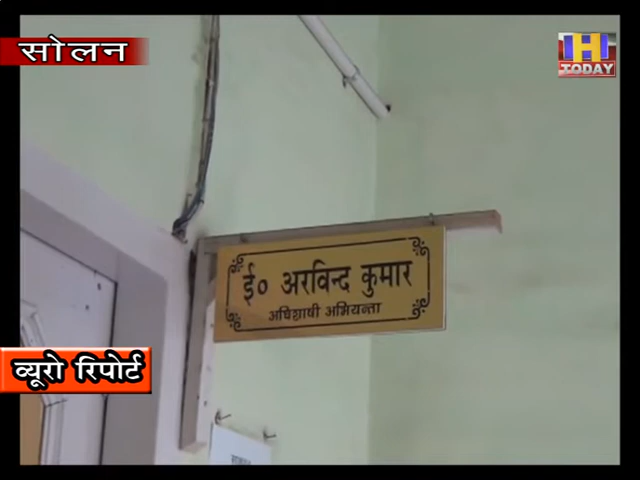 सोलन
H
TODAY
ई० अरविन्द कुमार
अधिशाषी अभियन्ता
व्यूरो रिपोर्ट